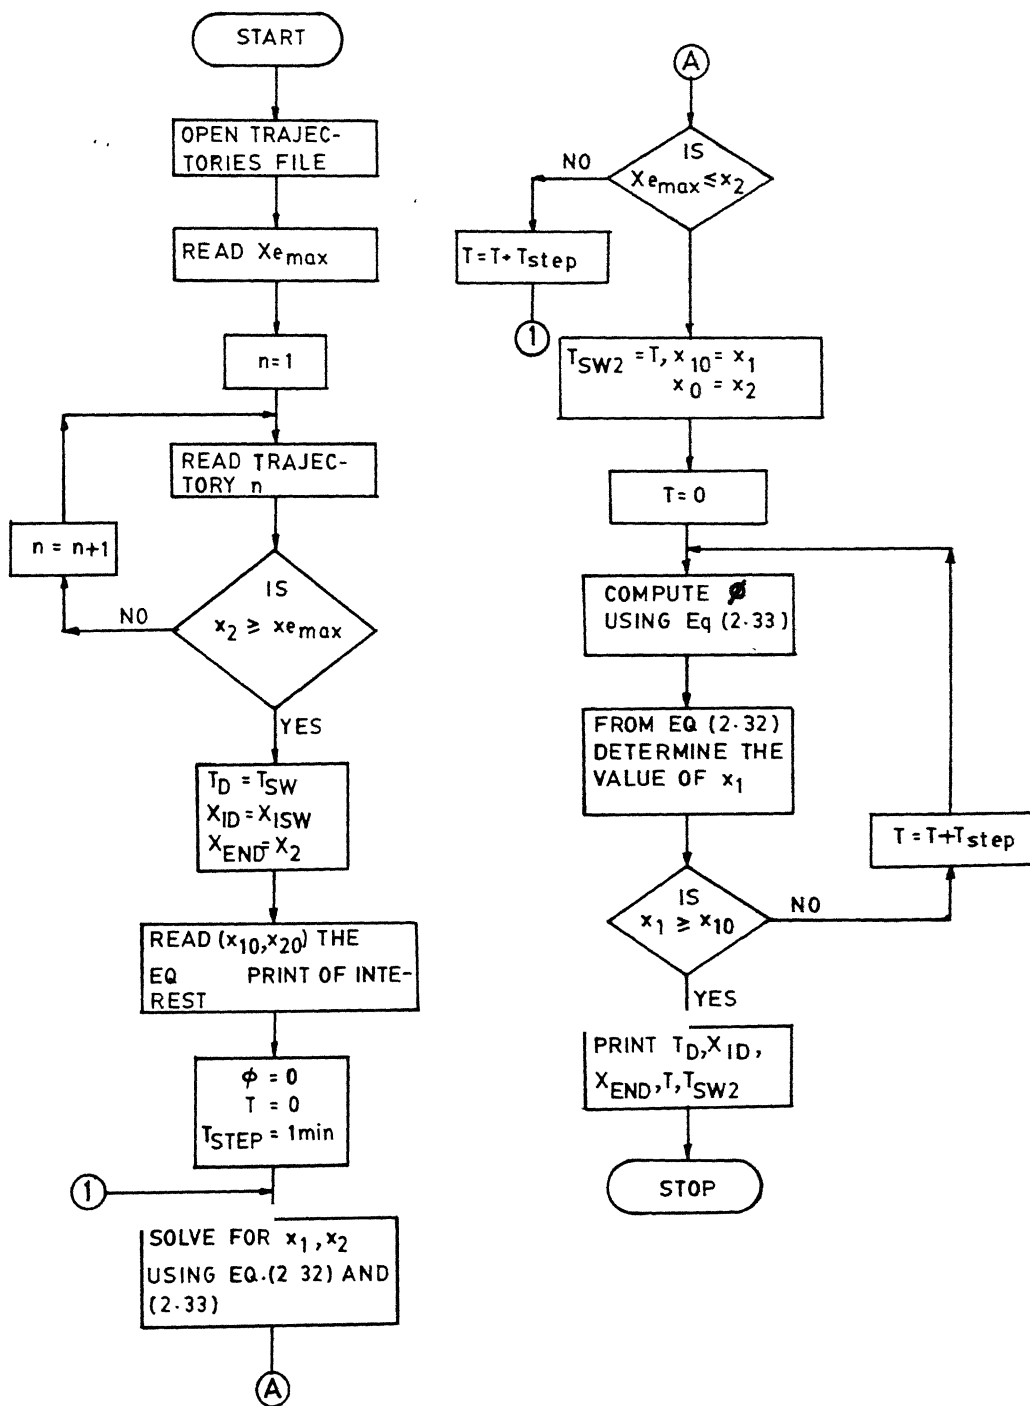 START
OPEN TRAJEC-
TORIES FILE
READ Xe_max
n=1
READ TRAJEC-
TORY n
n = n+1
IS
x_2 ≥ xe_max
NO
YES
T_D = T_SW
X_ID = X_ISW
X_END = X_2
READ (x_10, x_20) THE
EQ PRINT OF INTE-
REST
ϕ = 0
T = 0
T_STEP = 1min
1
SOLVE FOR x_1, x_2
USING EQ.(2 32) AND
(2.33)
A
A
IS
Xe_max ≤ x_2
NO
T = T + T_step
1
T_SW2 = T, x_10 = x_1
x_0 = x_2
T = 0
COMPUTE ϕ
USING Eq (2.33)
FROM EQ (2.32)
DETERMINE THE
VALUE OF x_1
T = T + T_step
IS
x_1 ≥ x_10
NO
YES
PRINT T_D, X_ID,
X_END, T, T_SW2
STOP